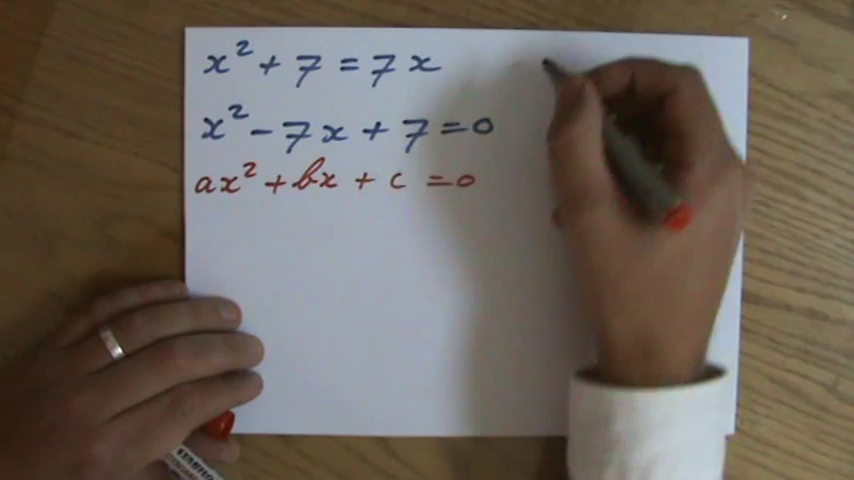 x² + 7 = 7x
x² - 7x + 7 = 0
ax² + bx + c = 0